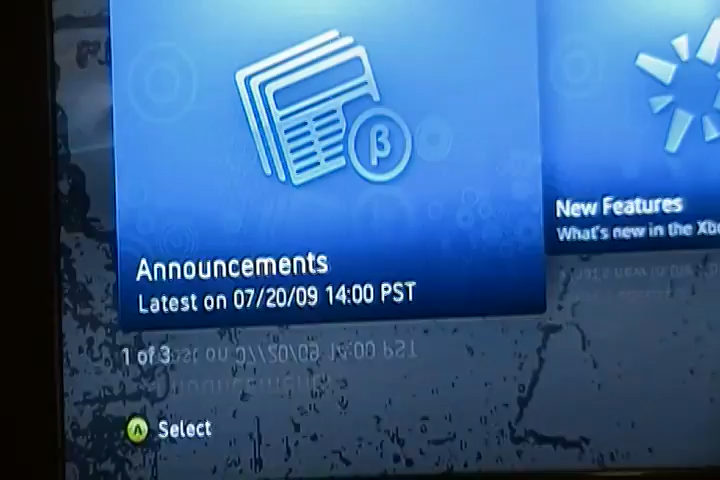 β
Announcements
Latest on 07/20/09 14:00 PST
New Features
What's new in the
1 of 3
A Select